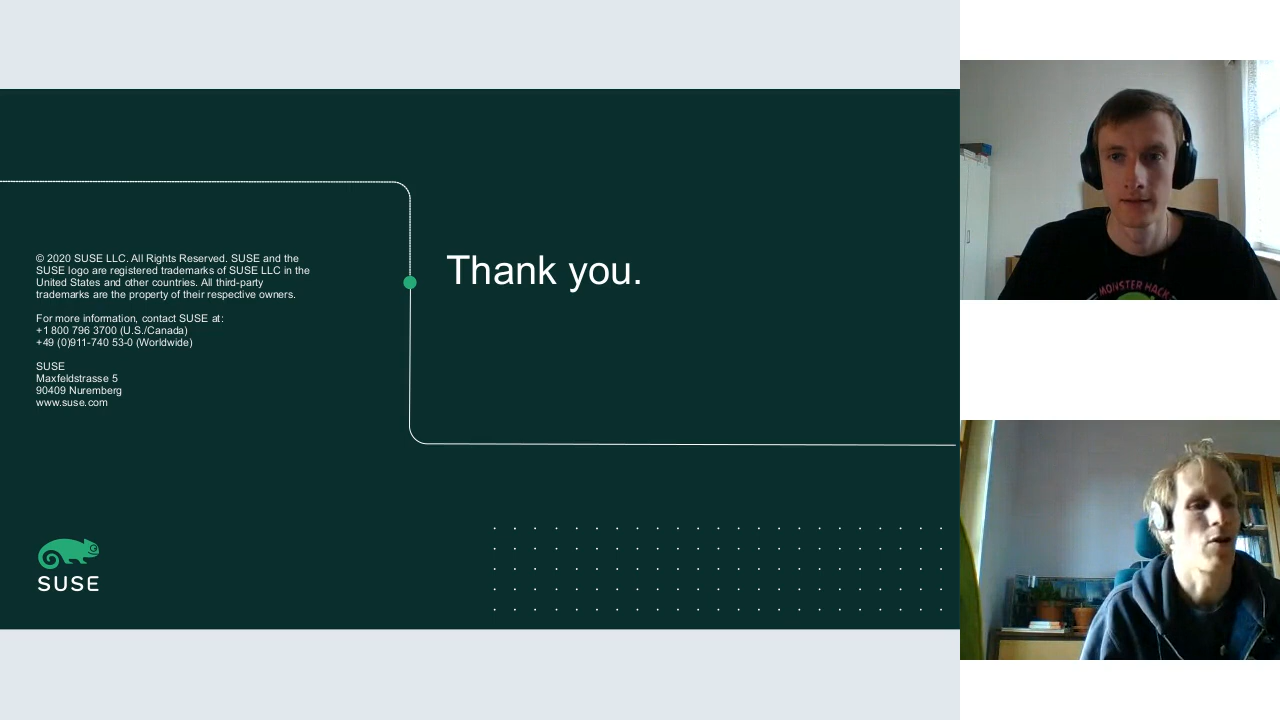 © 2020 SUSE LLC. All Rights Reserved. SUSE and the
SUSE logo are registered trademarks of SUSE LLC in the
United States and other countries. All third-party
trademarks are the property of their respective owners.
For more information, contact SUSE at:
+1 800 796 3700 (U.S./Canada)
+49 (0)911-740 53-0 (Worldwide)
SUSE
Maxfeldstrasse 5
90409 Nuremberg
www.suse.com
Thank you.
SUSE
MONSTER HACK